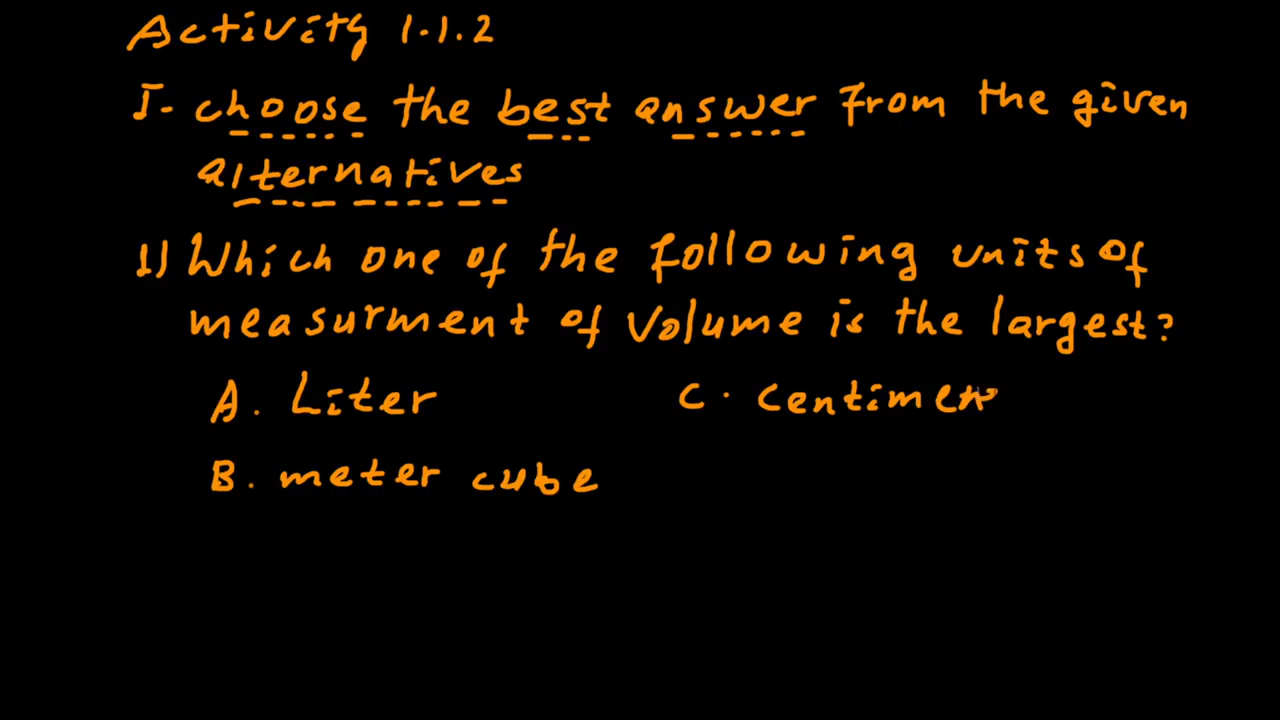 Activity 1.1.2
I- choose the best answer from the given
alternatives
1) Which one of the following units of
measurment of volume is the largest?
A. Liter
C. centime
B. meter cube